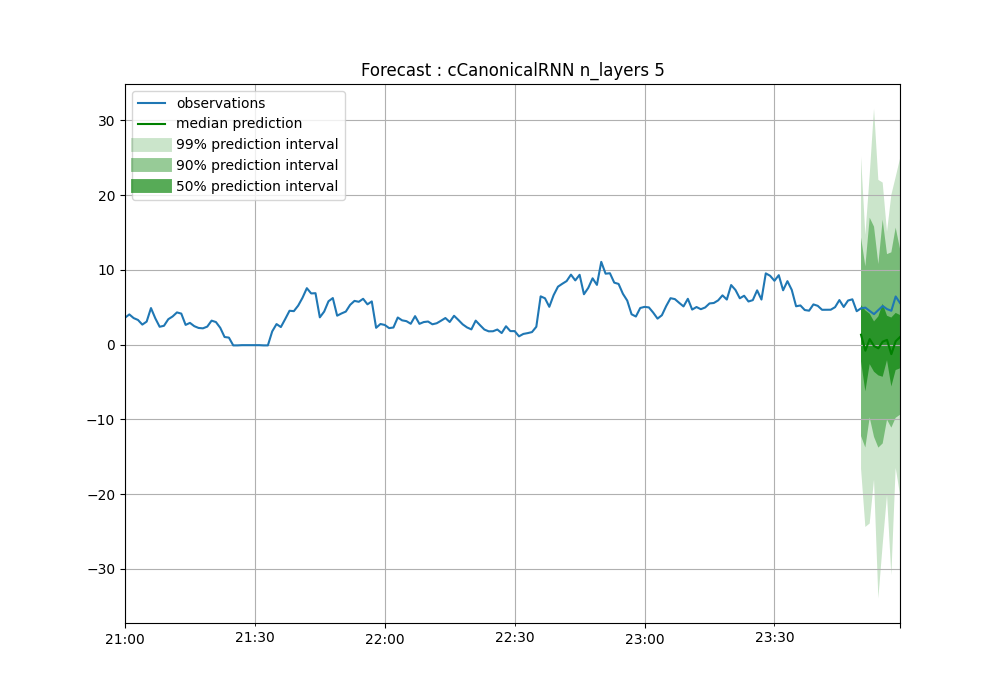 Forecast : cCanonicalRNN n_layers 5
observations
median prediction
99% prediction interval
90% prediction interval
50% prediction interval
30
20
10
0
−10
−20
−30
21:00
21:30
22:00
22:30
23:00
23:30